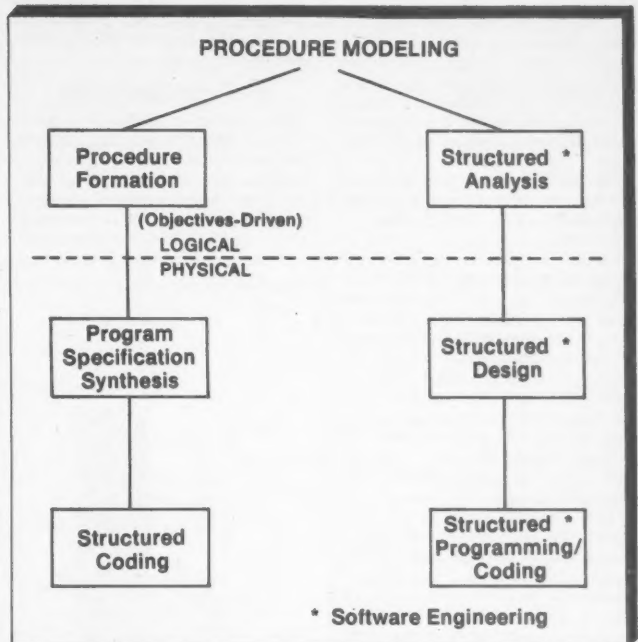 PROCEDURE MODELING
Procedure
Formation
Structured *
Analysis
(Objectives-Driven)
LOGICAL
PHYSICAL
Program
Specification
Synthesis
Structured *
Design
Structured
Coding
Structured *
Programming/
Coding
* Software Engineering